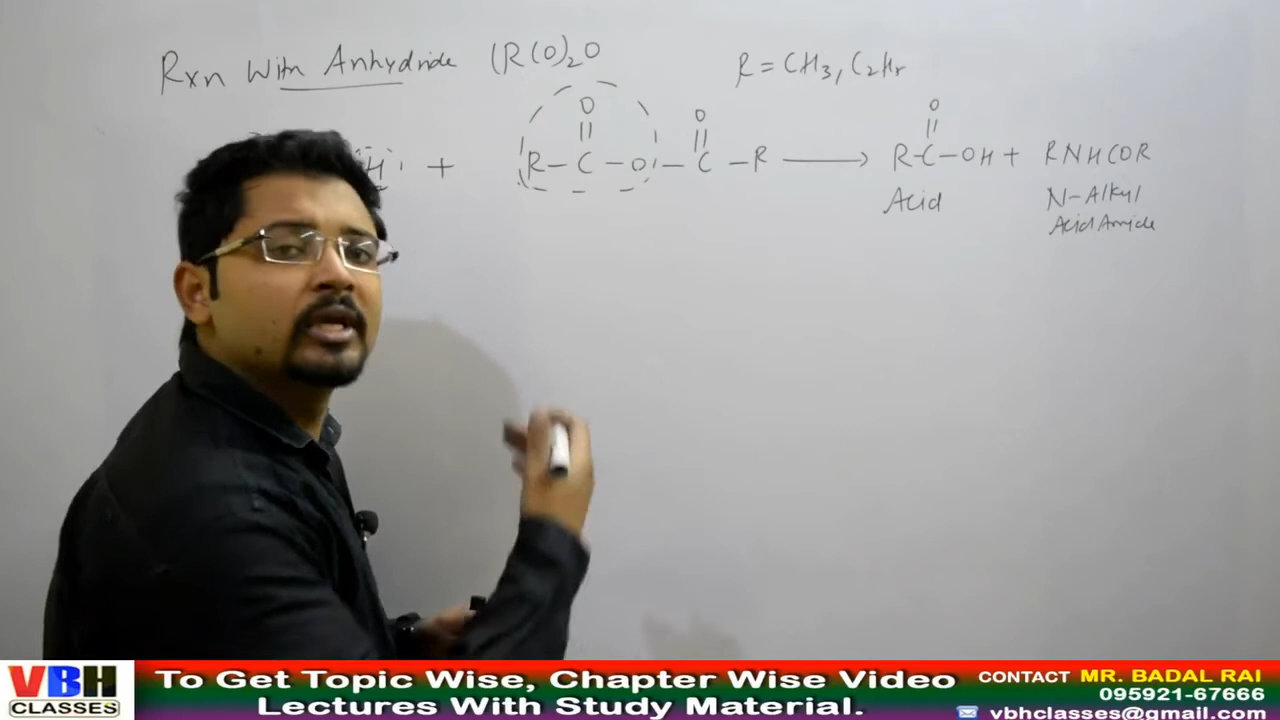 Rxn With Anhydride (R(O)2O
R = CH3, C2H5
H + R - C - O - C - R → R - C - OH + RNHCOR
O O O
|| || ||
Acid N-Alkyl
Acid Amide
VBH
CLASSES
To Get Topic Wise, Chapter Wise Video
Lectures With Study Material.
CONTACT MR. BADAL RAI
095921-67666
vbhclasses@gmail.com